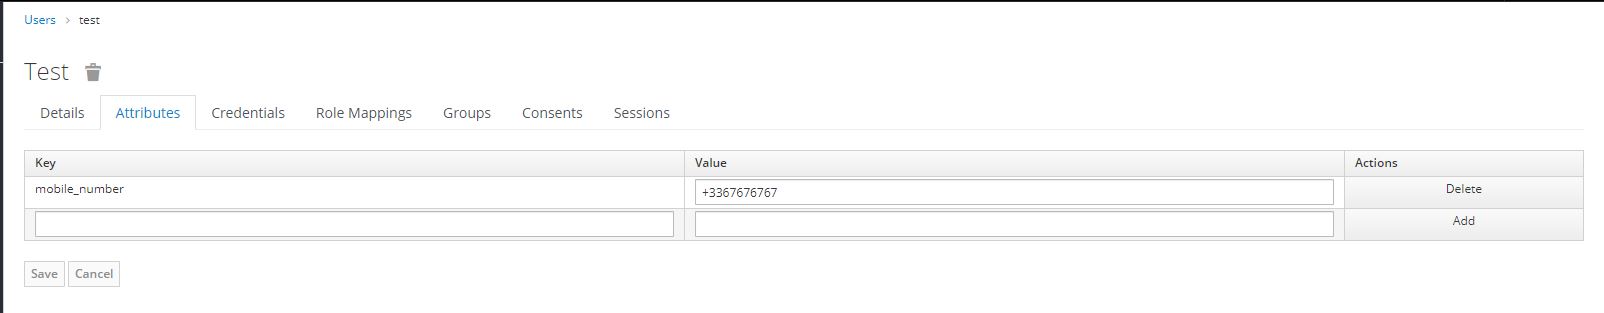 Users > test
Test
Details Attributes Credentials Role Mappings Groups Consents Sessions
Key Value Actions
mobile_number +3367676767 Delete
Add
Save Cancel